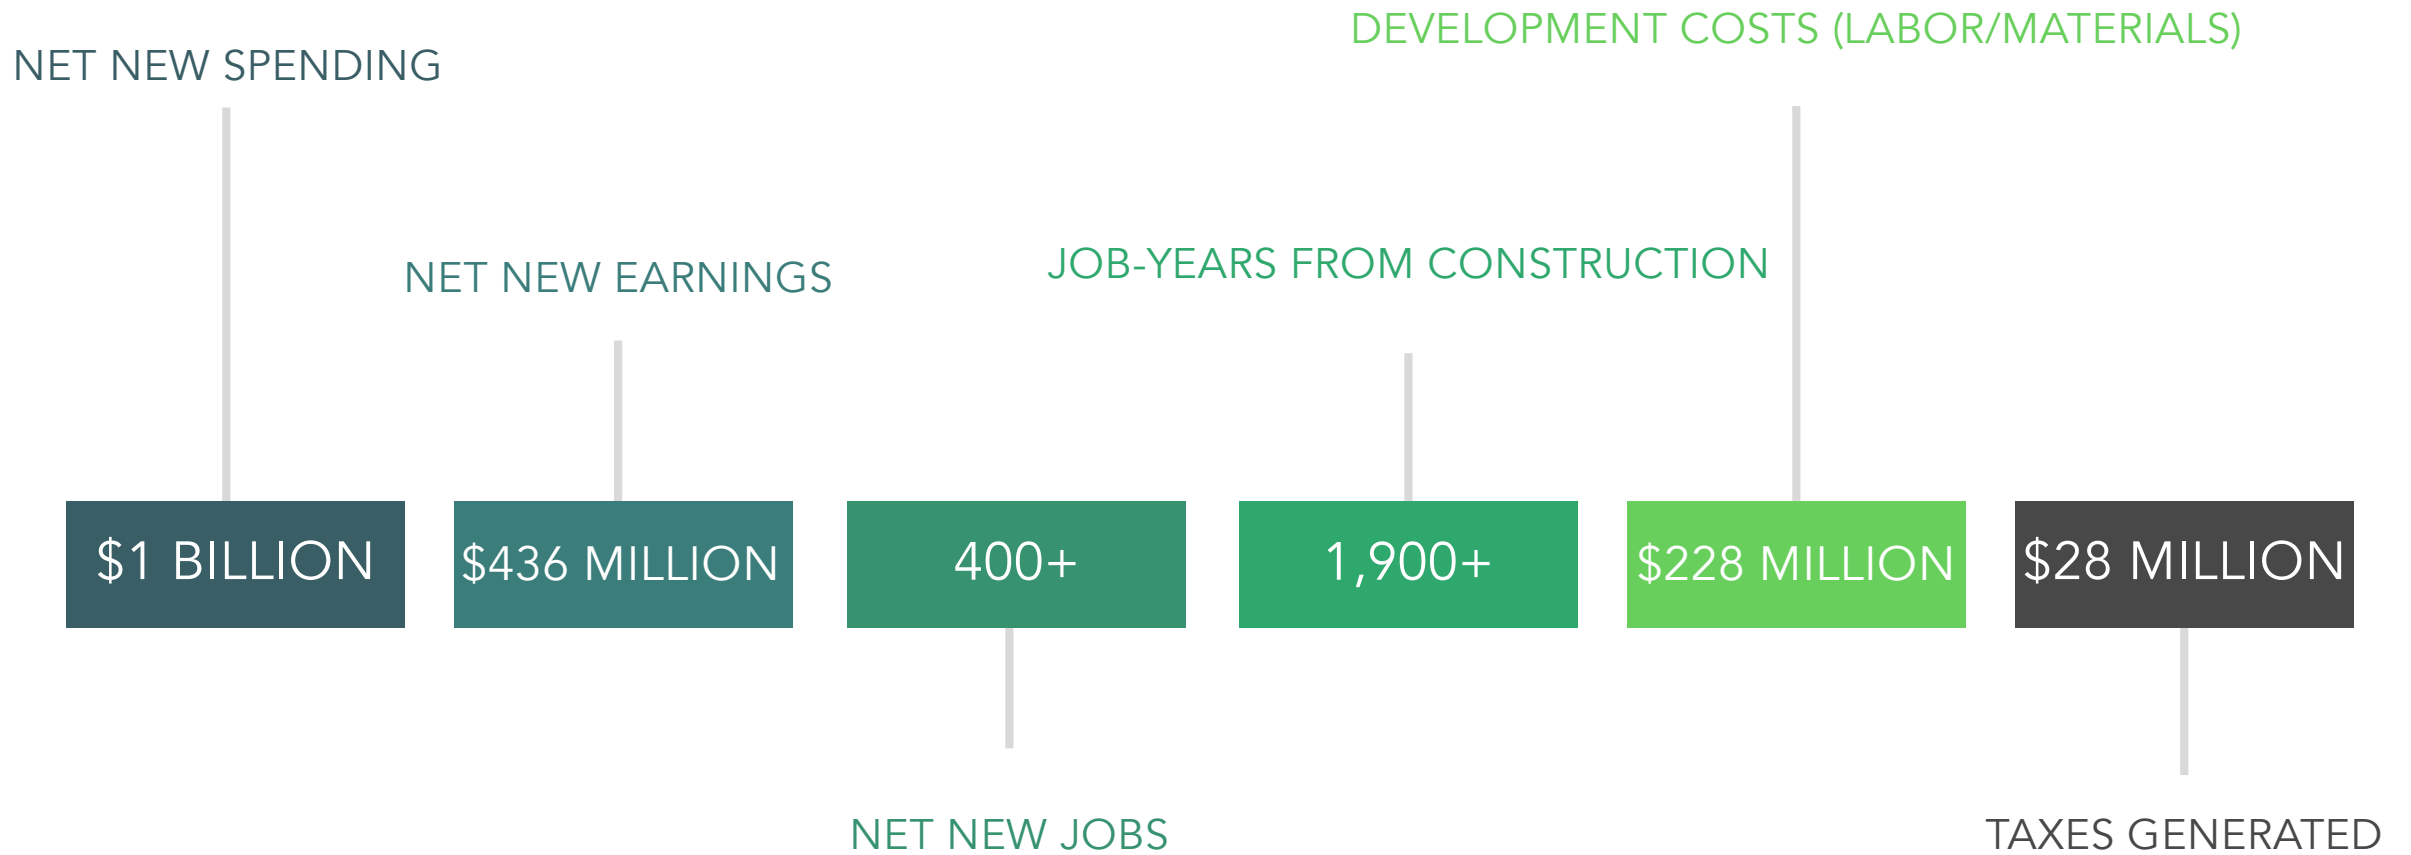 DEVELOPMENT COSTS (LABOR/MATERIALS)
NET NEW SPENDING
JOB-YEARS FROM CONSTRUCTION
NET NEW EARNINGS
$1 BILLION
$436 MILLION
400+
1,900+
$228 MILLION
$28 MILLION
NET NEW JOBS
TAXES GENERATED